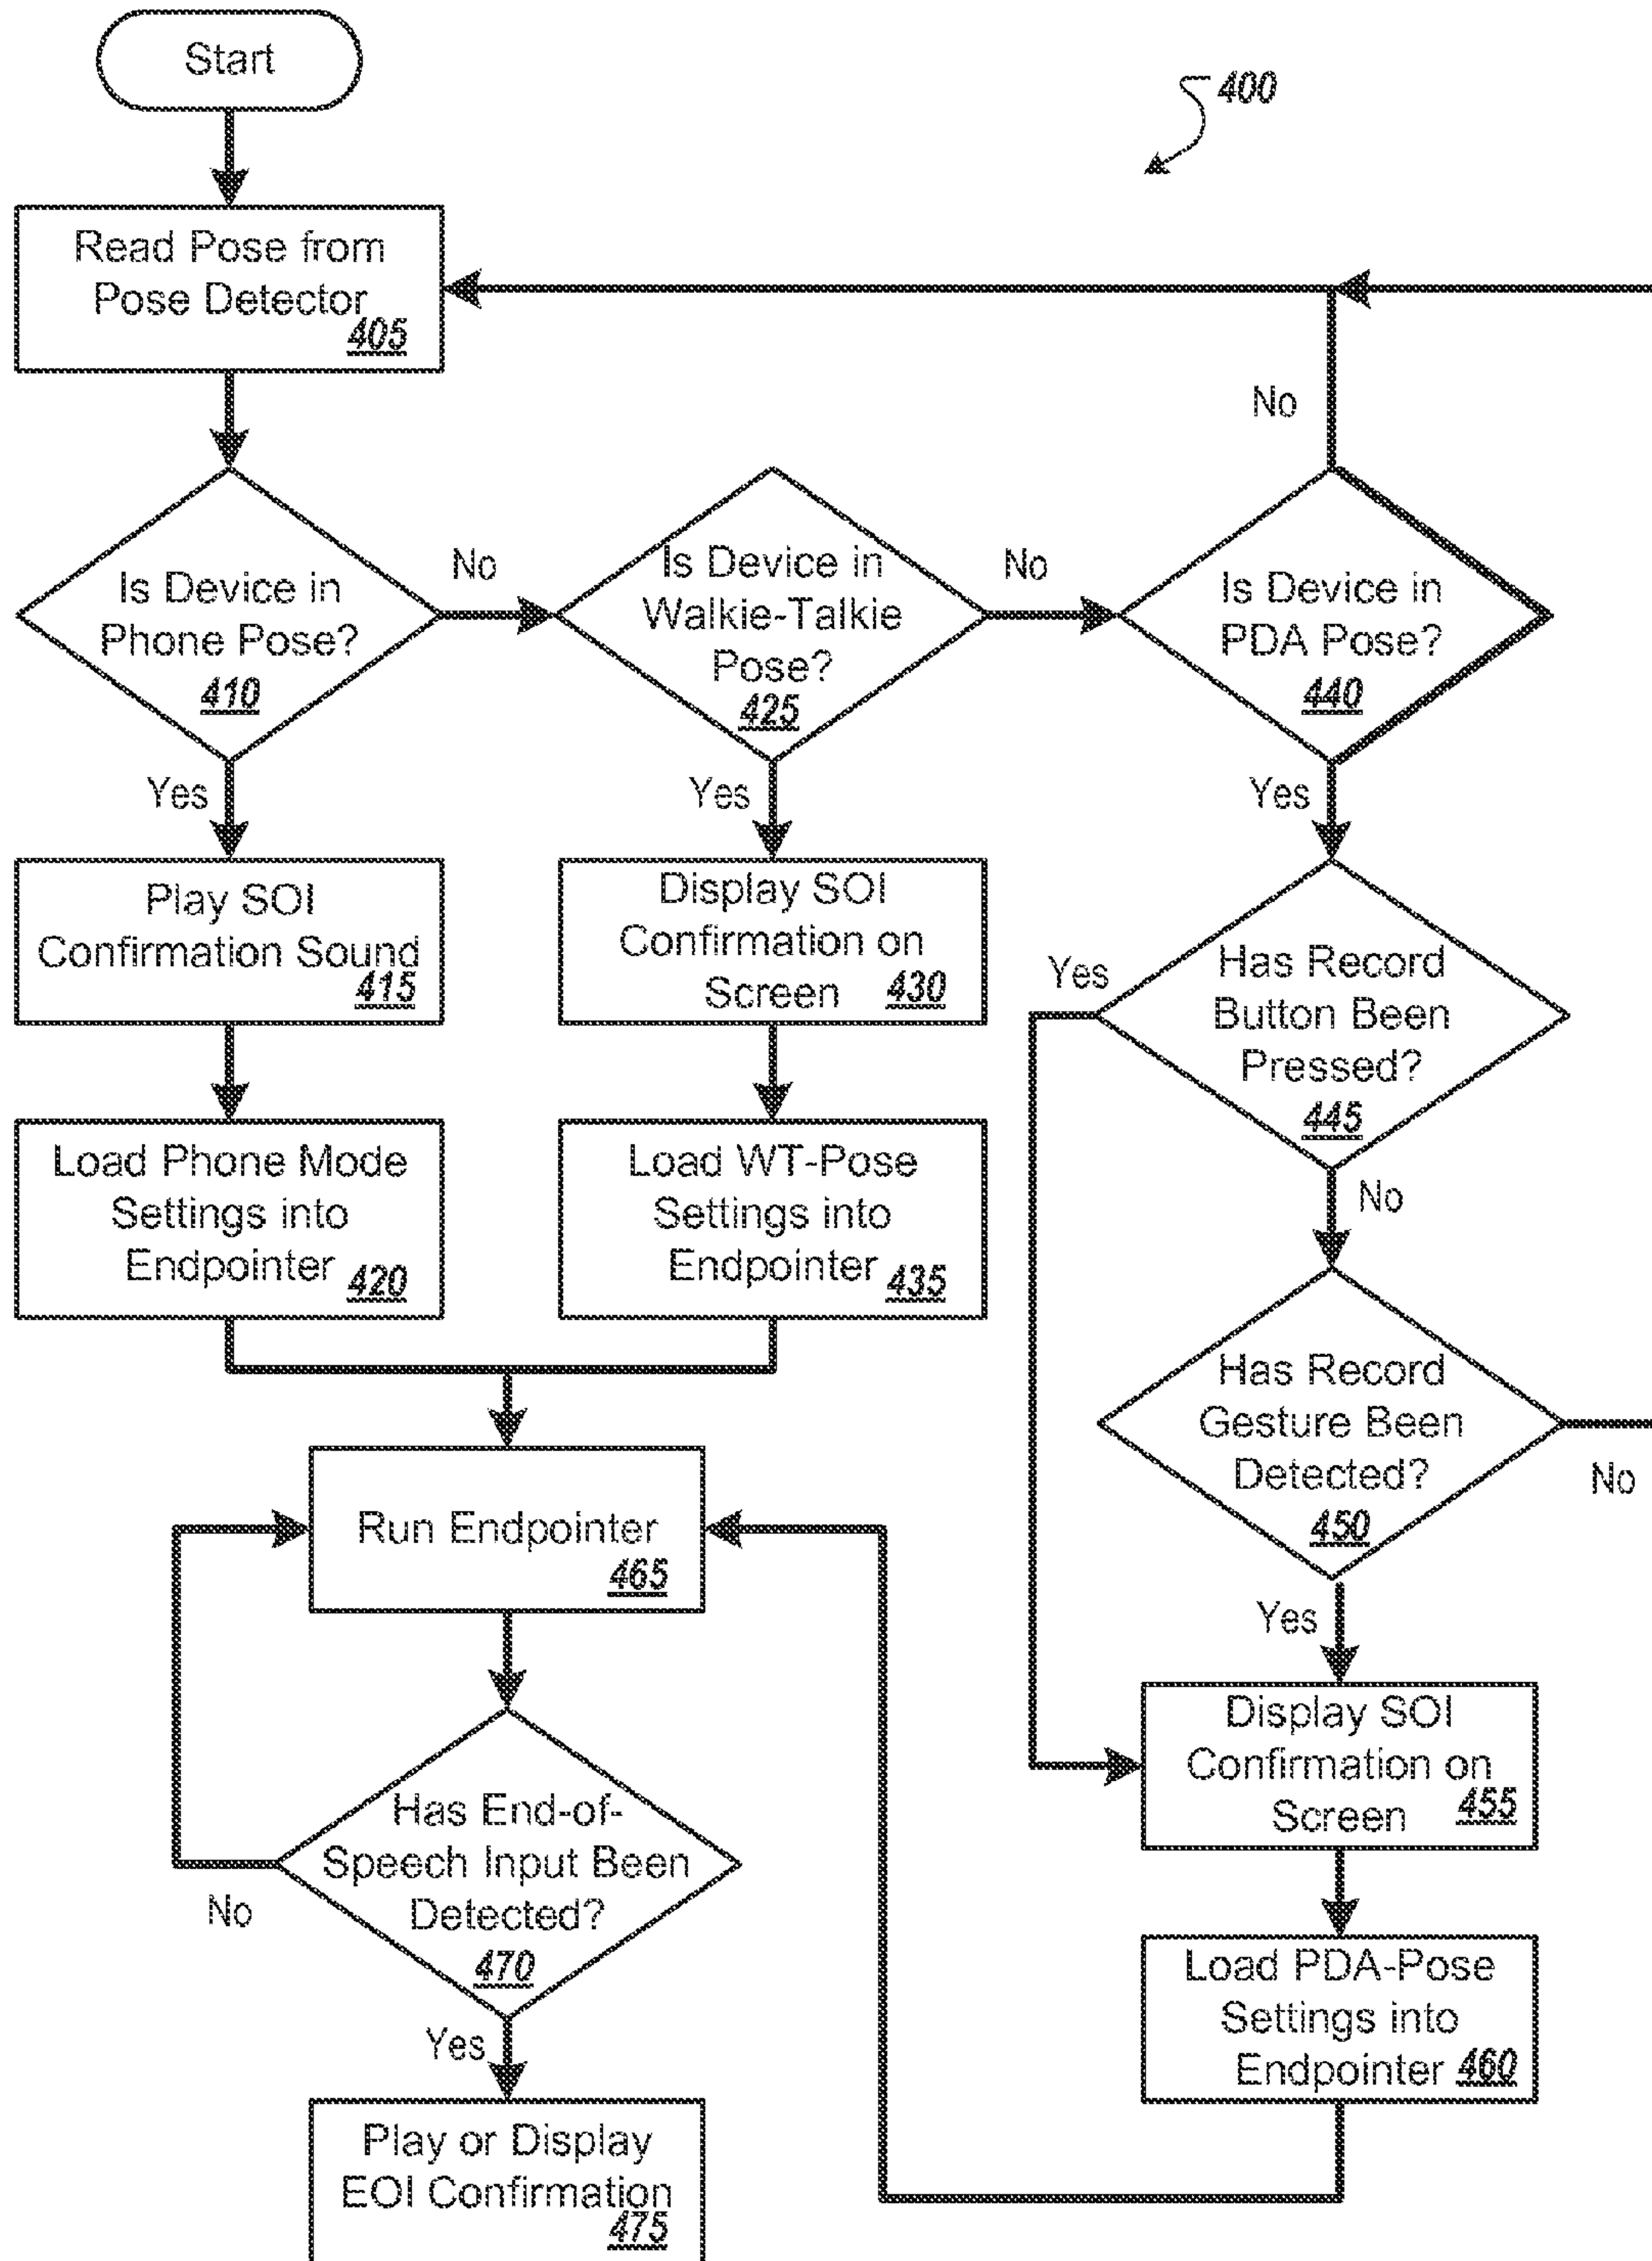 Start
400
Read Pose from
Pose Detector
405
No
Is Device in
Phone Pose?
410
No
Is Device in
Walkie-Talkie
Pose?
425
No
Is Device in
PDA Pose?
440
Yes
Yes
Yes
Play SOI
Confirmation Sound
415
Display SOI
Confirmation on
Screen 430
Yes
Has Record
Button Been
Pressed?
445
No
Load Phone Mode
Settings into
Endpointer 420
Load WT-Pose
Settings into
Endpointer 435
Has Record
Gesture Been
Detected?
450
No
Yes
Run Endpointer
465
Display SOI
Confirmation on
Screen 455
Has End-of-
Speech Input Been
Detected?
470
No
Yes
Load PDA-Pose
Settings into
Endpointer 460
Play or Display
EOI Confirmation
475